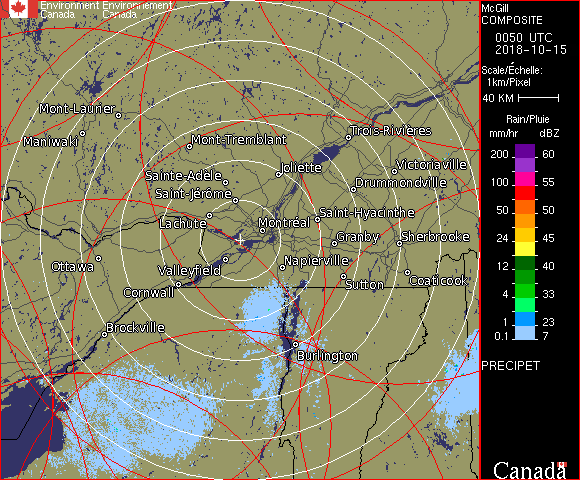 Environment Environnement
Canada Canada
McGill
COMPOSITE
0050 UTC
2018-10-15
Scale/Échelle:
1km/Pixel
40 KM
Rain/Pluie
mm/hr dBZ
200 60
150 57
100 55
50 50
24 45
12 40
4 33
1 23
0.1 7
PRECIPET
Canada
Mont-Laurier
Maniwaki
Mont-Tremblant
Trois-Rivières
Sainte-Adèle
Joliette
Victoriaville
Saint-Jérôme
Drummondville
Lachute
Montréal
Saint-Hyacinthe
Granby
Sherbrooke
Ottawa
Valleyfield
Napierville
Cornwall
Sutton
Coaticook
Brockville
Burlington